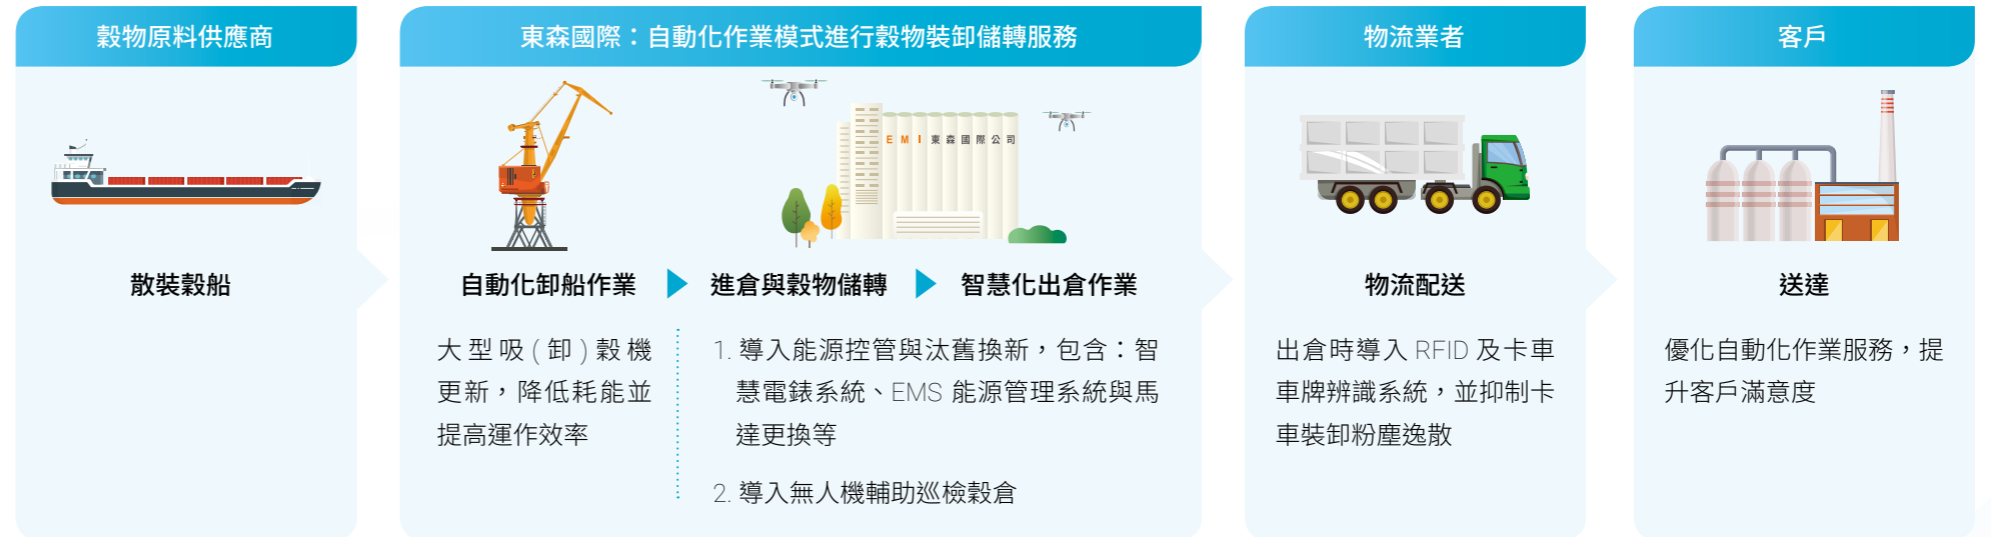 穀物原料供應商
散裝穀船
東森國際：自動化作業模式進行穀物裝卸儲轉服務
EMI 東森國際公司
自動化卸船作業
進倉與穀物儲轉
智慧化出倉作業
大型吸(卸)穀機
更新，降低耗能並
提高運作效率
1. 導入能源控管與汰舊換新，包含：智
慧電錶系統、EMS 能源管理系統與馬
達更換等
2. 導入無人機輔助巡檢穀倉
物流業者
物流配送
出倉時導入 RFID 及卡車
車牌辨識系統，並抑制卡
車裝卸粉塵逸散
客戶
送達
優化自動化作業服務，提
升客戶滿意度